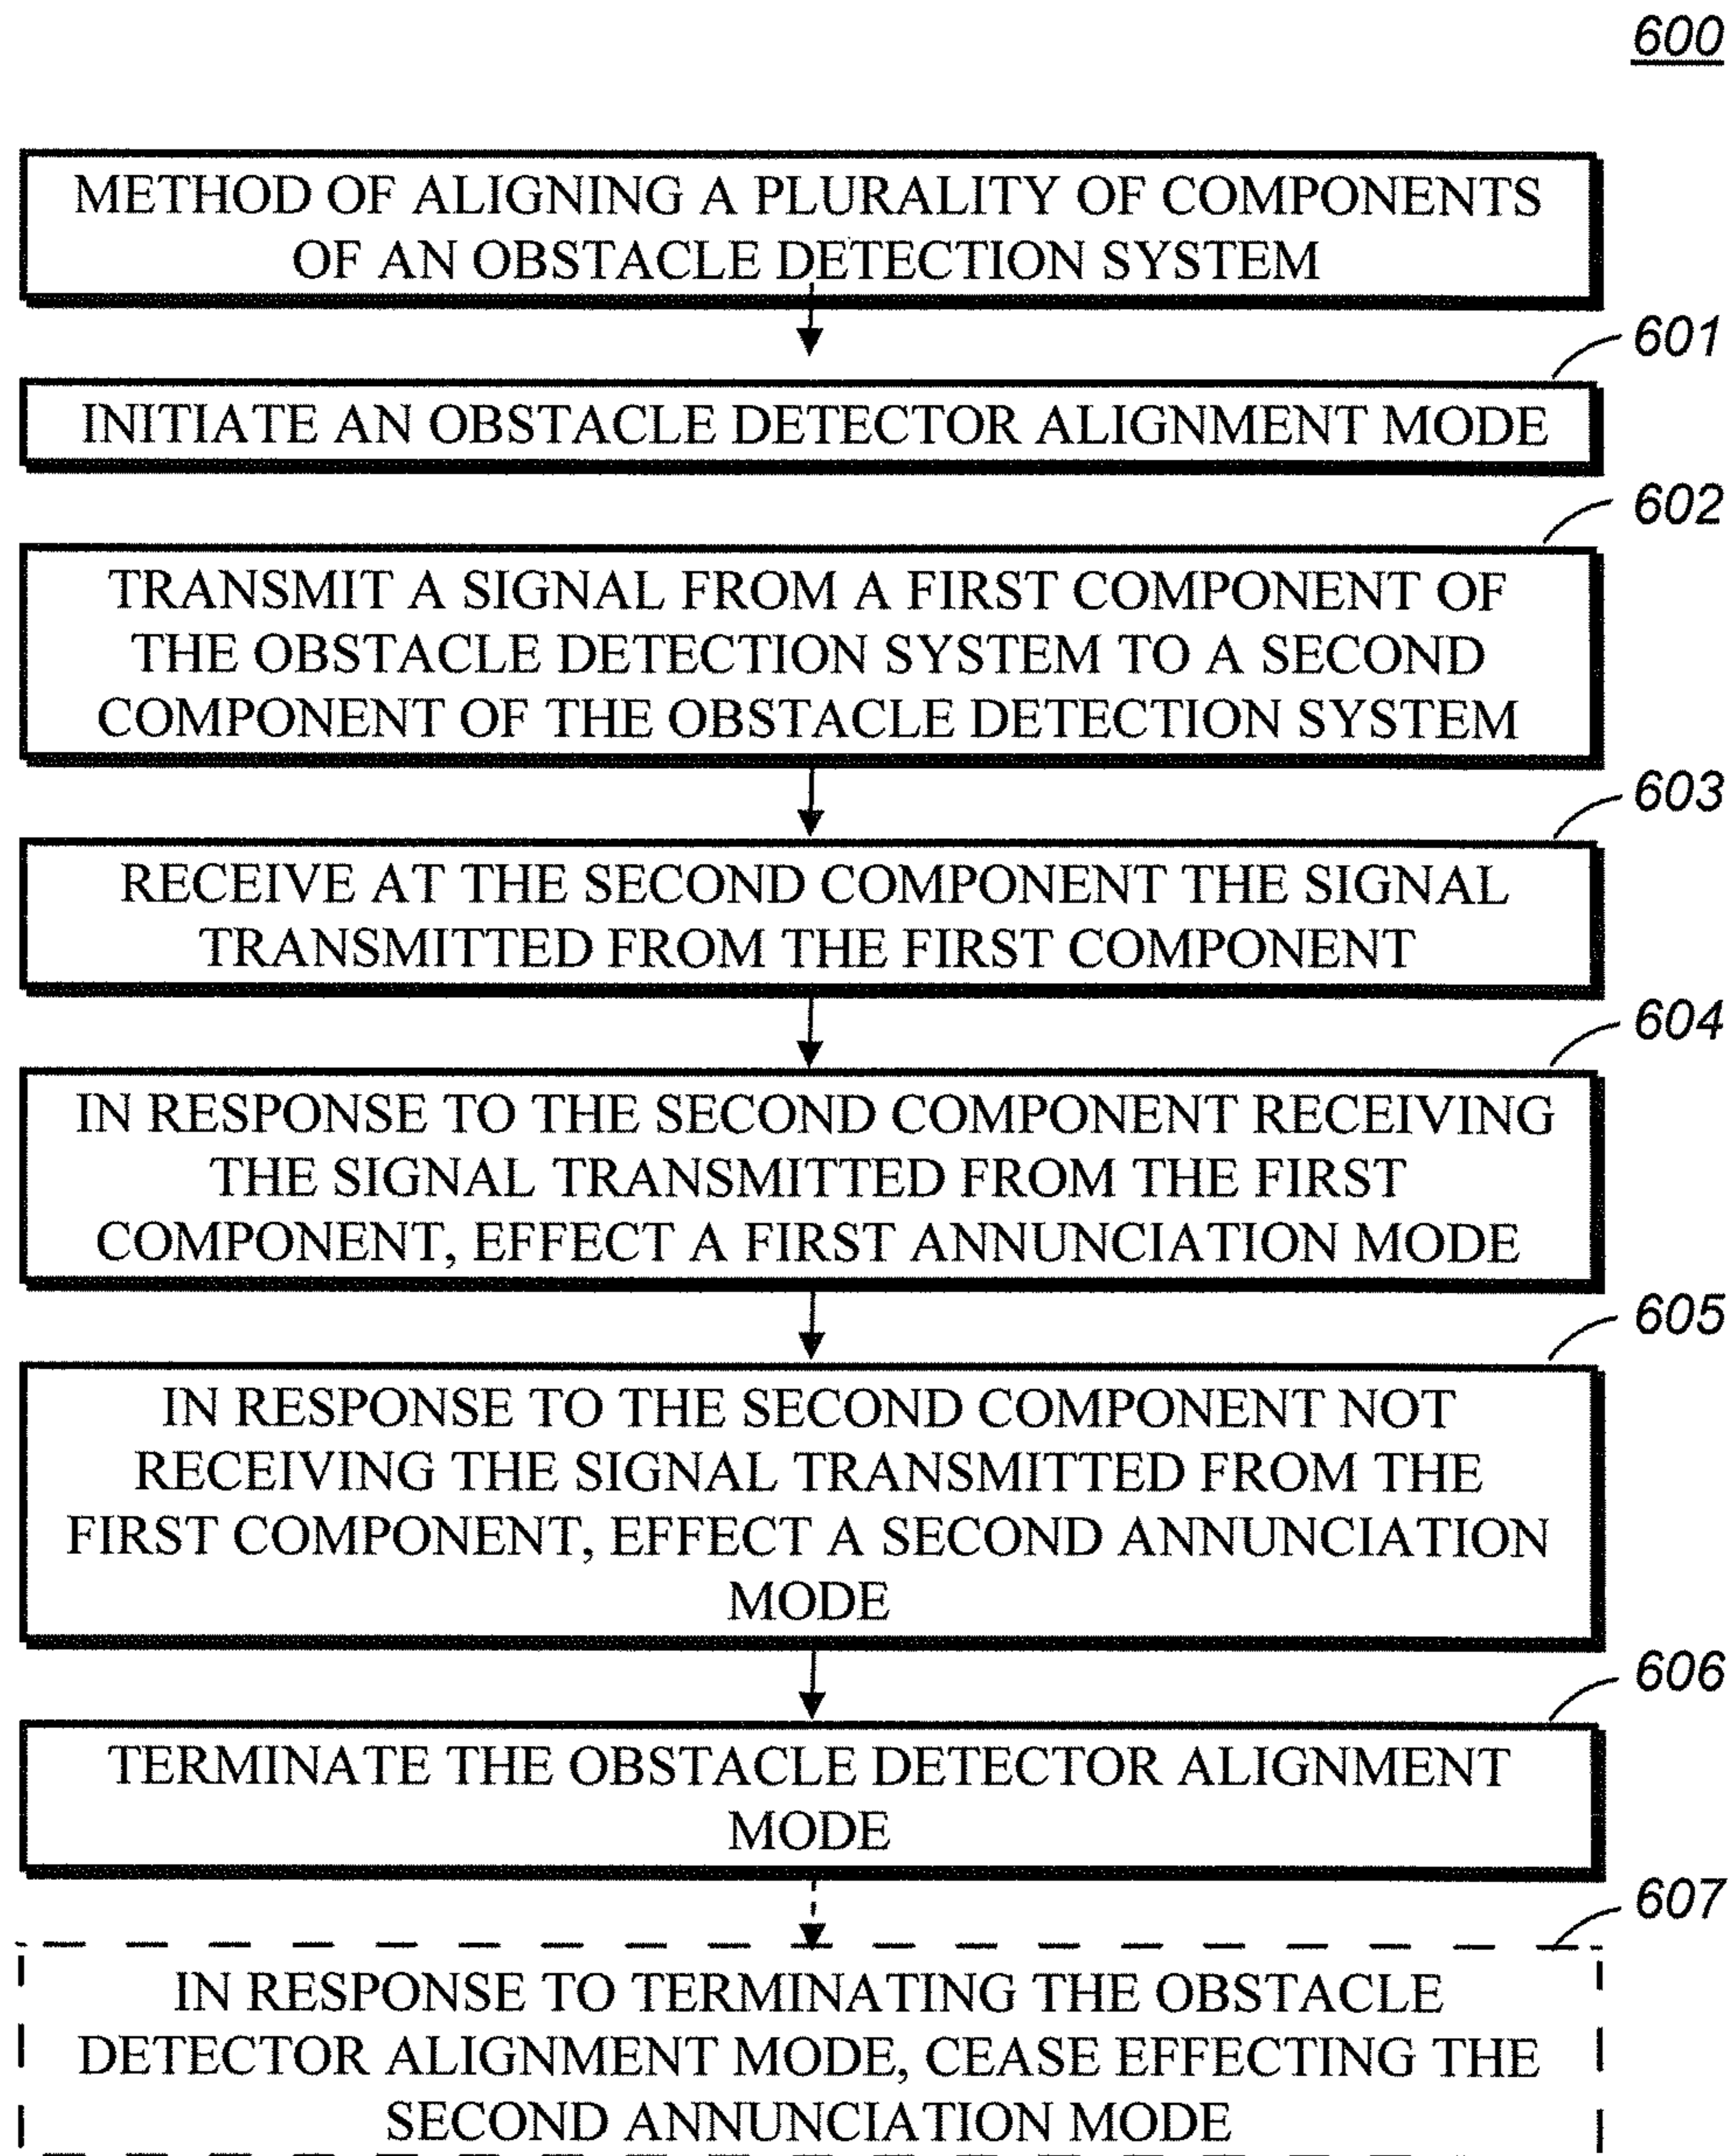 600
METHOD OF ALIGNING A PLURALITY OF COMPONENTS
OF AN OBSTACLE DETECTION SYSTEM
601
INITIATE AN OBSTACLE DETECTOR ALIGNMENT MODE
602
TRANSMIT A SIGNAL FROM A FIRST COMPONENT OF
THE OBSTACLE DETECTION SYSTEM TO A SECOND
COMPONENT OF THE OBSTACLE DETECTION SYSTEM
603
RECEIVE AT THE SECOND COMPONENT THE SIGNAL
TRANSMITTED FROM THE FIRST COMPONENT
604
IN RESPONSE TO THE SECOND COMPONENT RECEIVING
THE SIGNAL TRANSMITTED FROM THE FIRST
COMPONENT, EFFECT A FIRST ANNUNCIATION MODE
605
IN RESPONSE TO THE SECOND COMPONENT NOT
RECEIVING THE SIGNAL TRANSMITTED FROM THE
FIRST COMPONENT, EFFECT A SECOND ANNUNCIATION
MODE
606
TERMINATE THE OBSTACLE DETECTOR ALIGNMENT
MODE
607
IN RESPONSE TO TERMINATING THE OBSTACLE
DETECTOR ALIGNMENT MODE, CEASE EFFECTING THE
SECOND ANNUNCIATION MODE